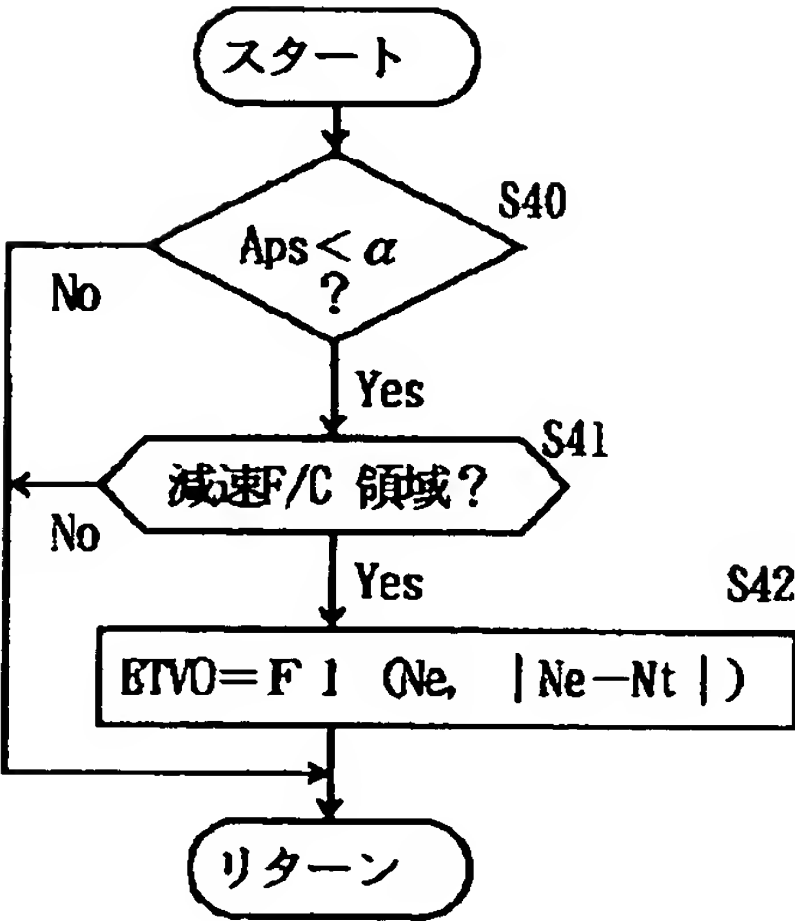 スタート
S40
Aps<α
?
No
Yes
S41
減速F/C 領域?
No
Yes
S42
ETVO=F1 (Ne, |Ne-Nt|)
リターン